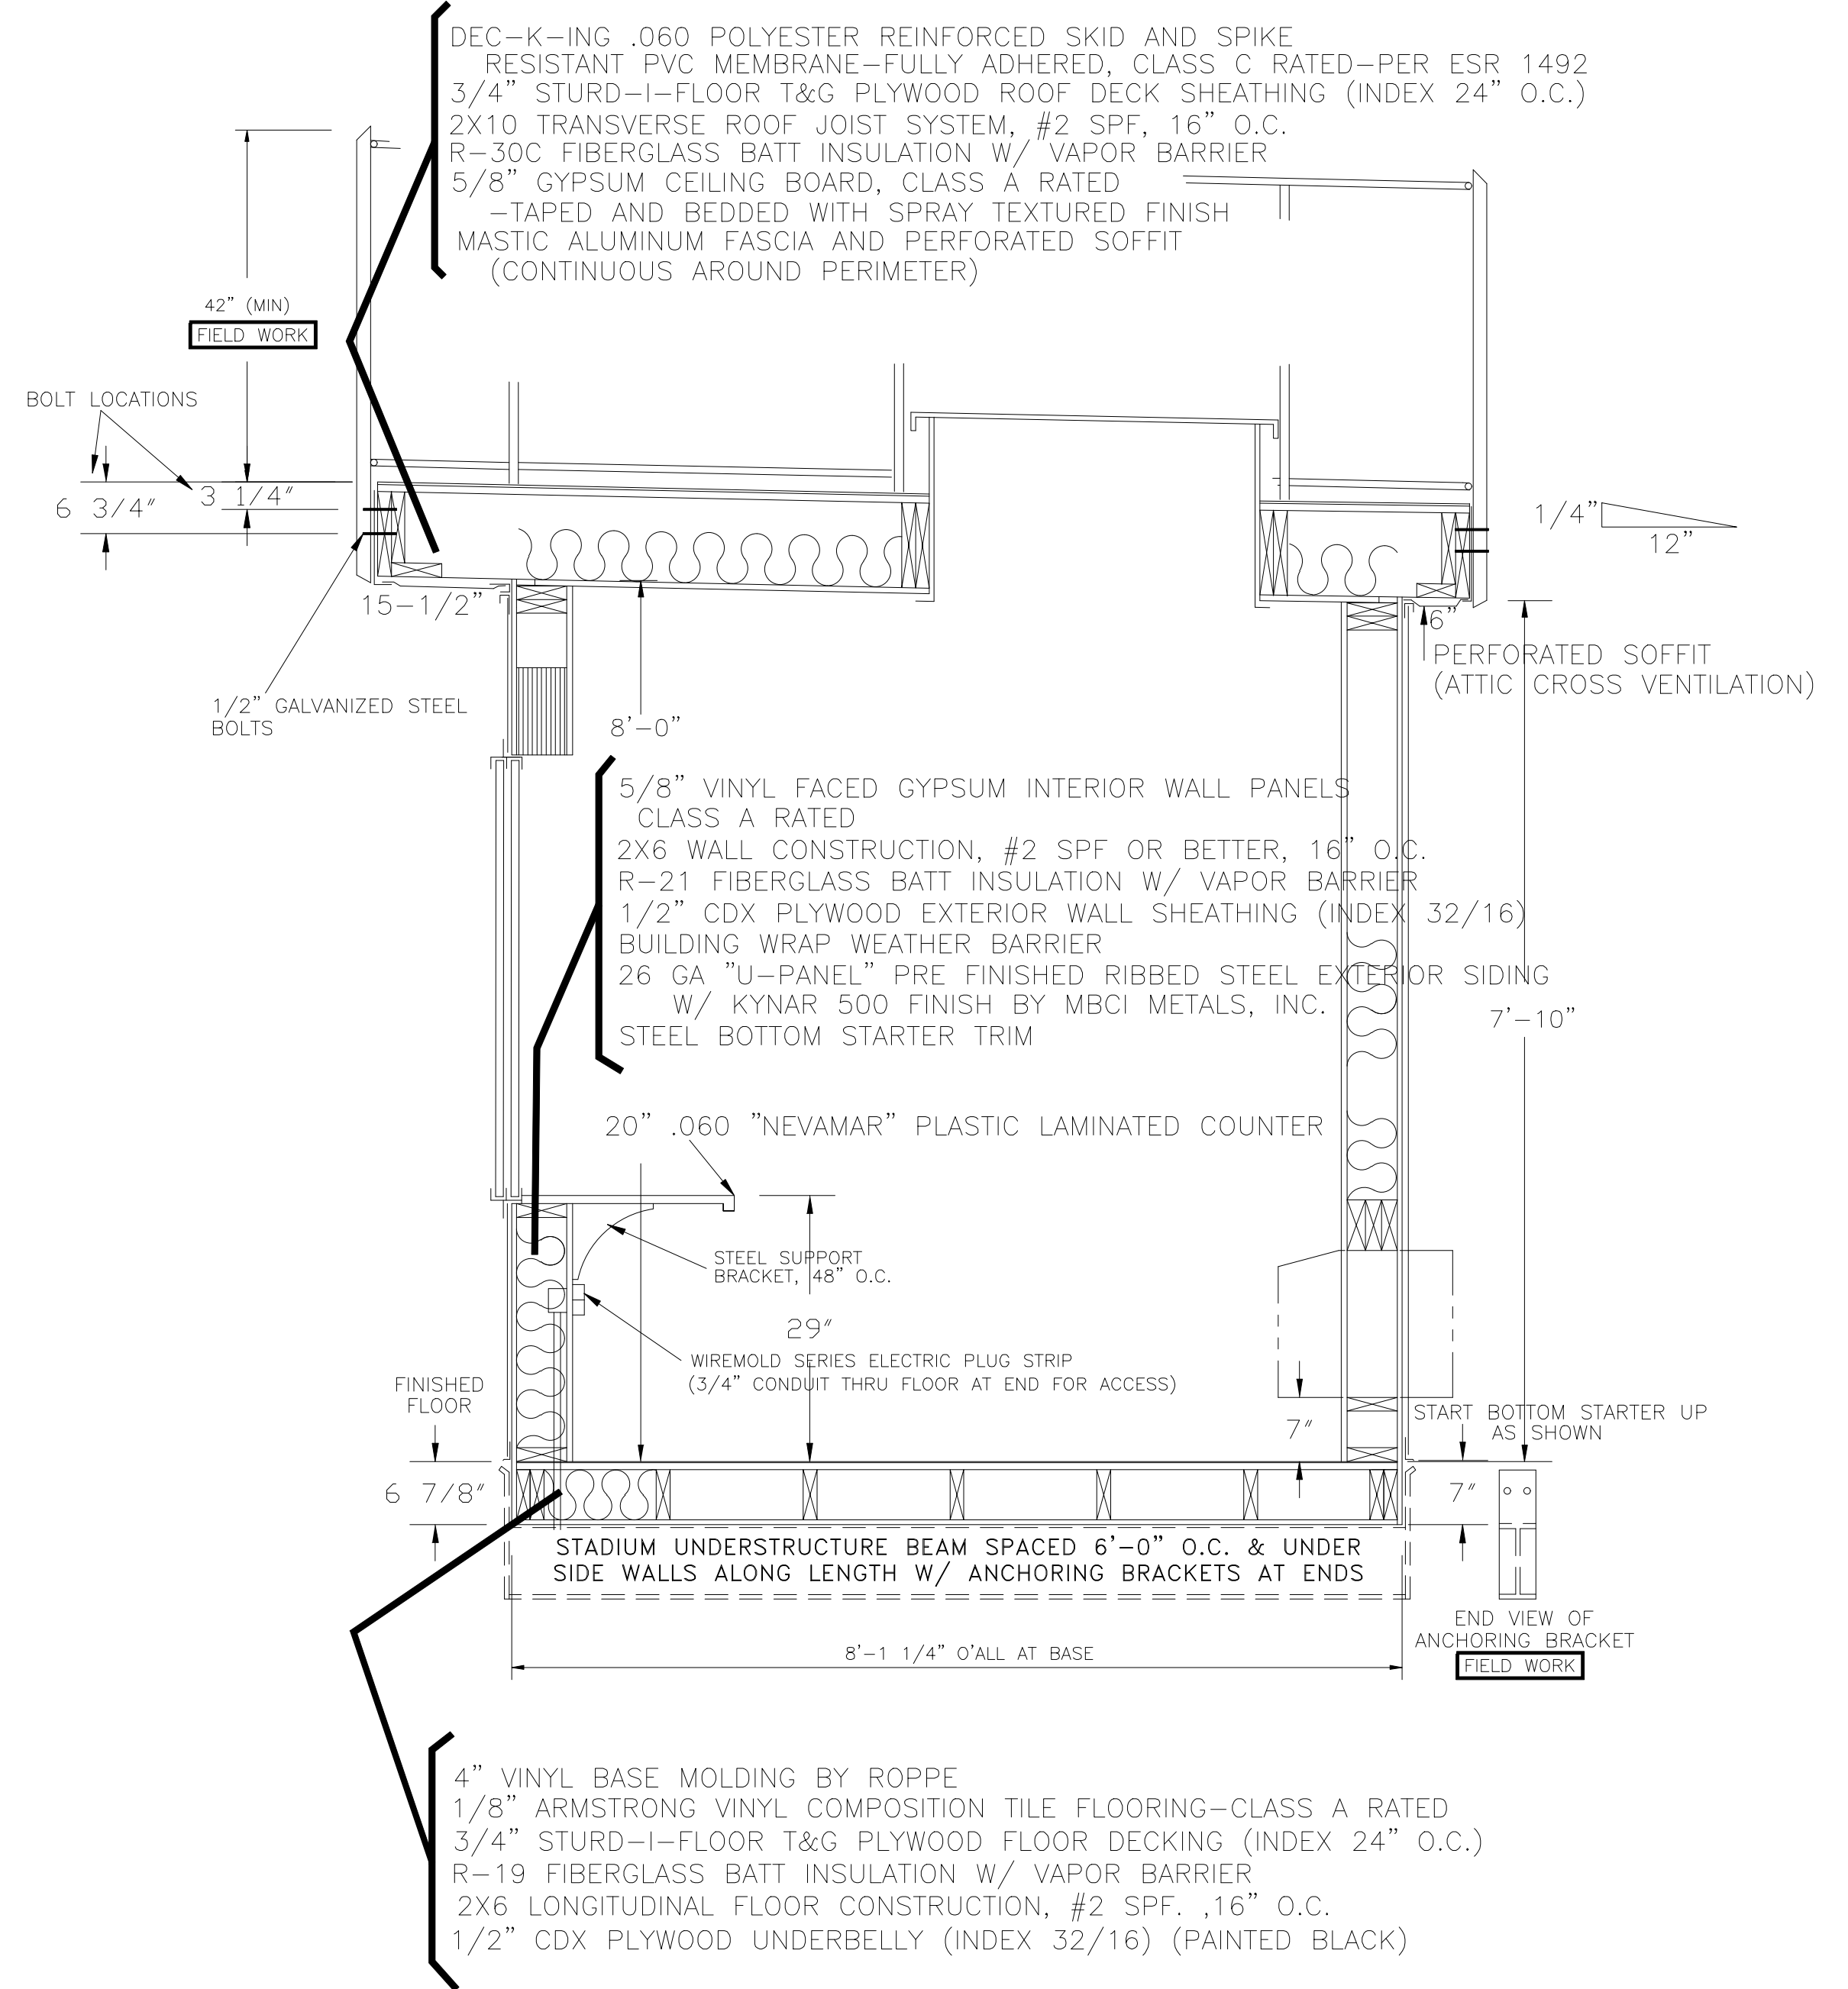 DEC-K-ING .060 POLYESTER REINFORCED SKID AND SPIKE
RESISTANT PVC MEMBRANE-FULLY ADHERED, CLASS C RATED-PER ESR 1492
3/4" STURD-I-FLOOR T&G PLYWOOD ROOF DECK SHEATHING (INDEX 24" O.C.)
2X10 TRANSVERSE ROOF JOIST SYSTEM, #2 SPF, 16" O.C.
R-30C FIBERGLASS BATT INSULATION W/ VAPOR BARRIER
5/8" GYPSUM CEILING BOARD, CLASS A RATED
-TAPED AND BEDDED WITH SPRAY TEXTURED FINISH
MASTIC ALUMINUM FASCIA AND PERFORATED SOFFIT
(CONTINUOUS AROUND PERIMETER)
42" (MIN)
FIELD WORK
BOLT LOCATIONS
6 3/4"
3 1/4"
1/4"
12"
15-1/2"
6"
PERFORATED SOFFIT
(ATTIC CROSS VENTILATION)
1/2" GALVANIZED STEEL
BOLTS
8'-0"
5/8" VINYL FACED GYPSUM INTERIOR WALL PANELS
CLASS A RATED
2X6 WALL CONSTRUCTION, #2 SPF OR BETTER, 16" O.C.
R-21 FIBERGLASS BATT INSULATION W/ VAPOR BARRIER
1/2" CDX PLYWOOD EXTERIOR WALL SHEATHING (INDEX 32/16)
BUILDING WRAP WEATHER BARRIER
26 GA "U-PANEL" PRE FINISHED RIBBED STEEL EXTERIOR SIDING
W/ KYNAR 500 FINISH BY MBCI METALS, INC.
STEEL BOTTOM STARTER TRIM
7'-10"
20" .060 "NEVAMAR" PLASTIC LAMINATED COUNTER
STEEL SUPPORT
BRACKET, 48" O.C.
29"
WIREMOLD SERIES ELECTRIC PLUG STRIP
(3/4" CONDUIT THRU FLOOR AT END FOR ACCESS)
FINISHED
FLOOR
6 7/8"
7"
START BOTTOM STARTER UP
AS SHOWN
7"
STADIUM UNDERSTRUCTURE BEAM SPACED 6'-0" O.C. & UNDER
SIDE WALLS ALONG LENGTH W/ ANCHORING BRACKETS AT ENDS
END VIEW OF
ANCHORING BRACKET
FIELD WORK
8'-1 1/4" O'ALL AT BASE
4" VINYL BASE MOLDING BY ROPPE
1/8" ARMSTRONG VINYL COMPOSITION TILE FLOORING-CLASS A RATED
3/4" STURD-I-FLOOR T&G PLYWOOD FLOOR DECKING (INDEX 24" O.C.)
R-19 FIBERGLASS BATT INSULATION W/ VAPOR BARRIER
2X6 LONGITUDINAL FLOOR CONSTRUCTION, #2 SPF. ,16" O.C.
1/2" CDX PLYWOOD UNDERBELLY (INDEX 32/16) (PAINTED BLACK)